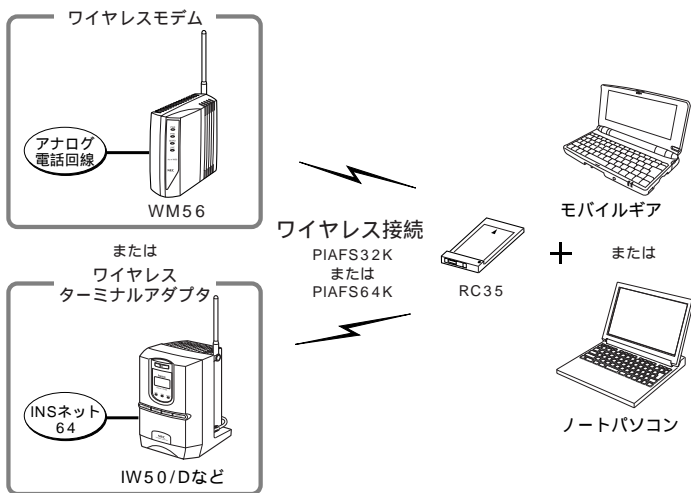 ワイヤレスモデム
アナログ
電話回線
WM56
または
ワイヤレス
ターミナルアダプタ
INSネット
64
IW50/Dなど
ワイヤレス接続
PIAFS32K
または
PIAFS64K
RC35
+
モバイルギア
または
ノートパソコン